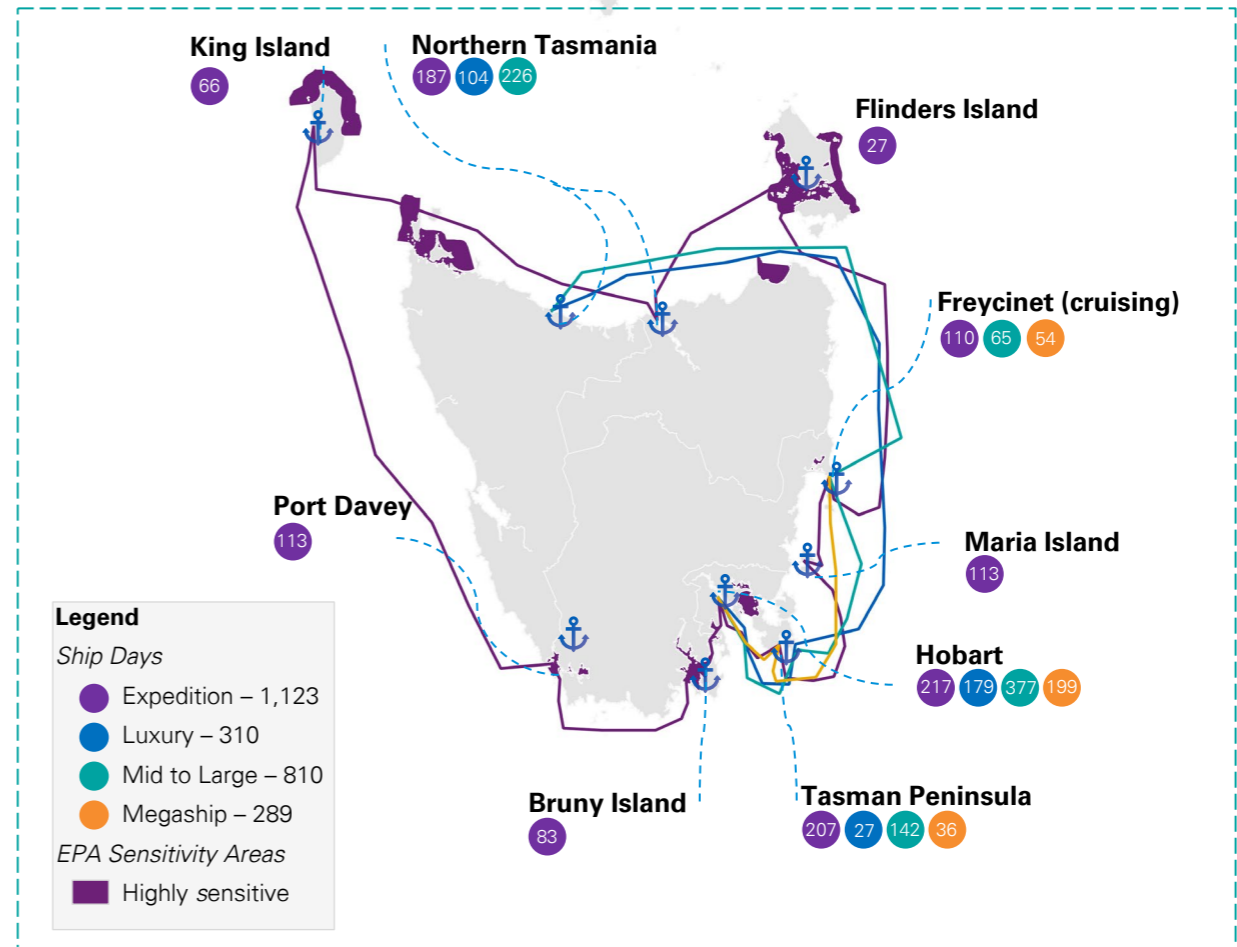 King Island
66
Northern Tasmania
187 104 226
Flinders Island
27
Freycinet (cruising)
110 65 54
Port Davey
113
Maria Island
113
Hobart
217 179 377 199
Bruny Island
83
Tasman Peninsula
207 27 142 36
Legend
Ship Days
Expedition – 1,123
Luxury – 310
Mid to Large – 810
Megaship – 289
EPA Sensitivity Areas
Highly sensitive